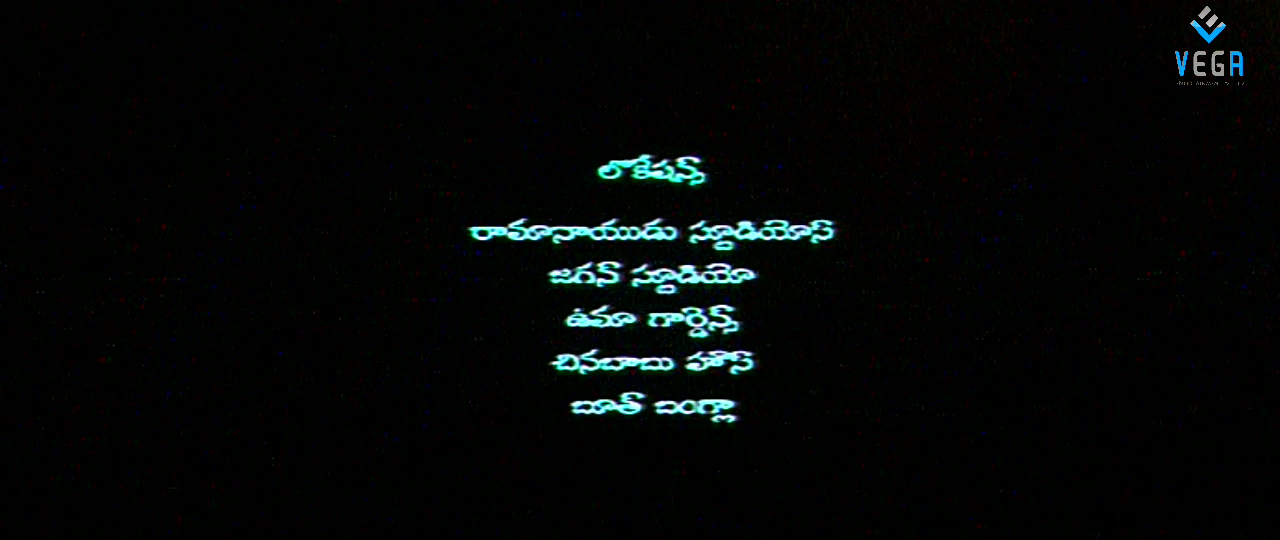 VEGA
లొకేషన్స్
రామానాయుడు స్టూడియోస్
జగన్ స్టూడియో
ఉమా గార్డెన్స్
చినబాబు హౌస్
బూత్ బంగ్లా